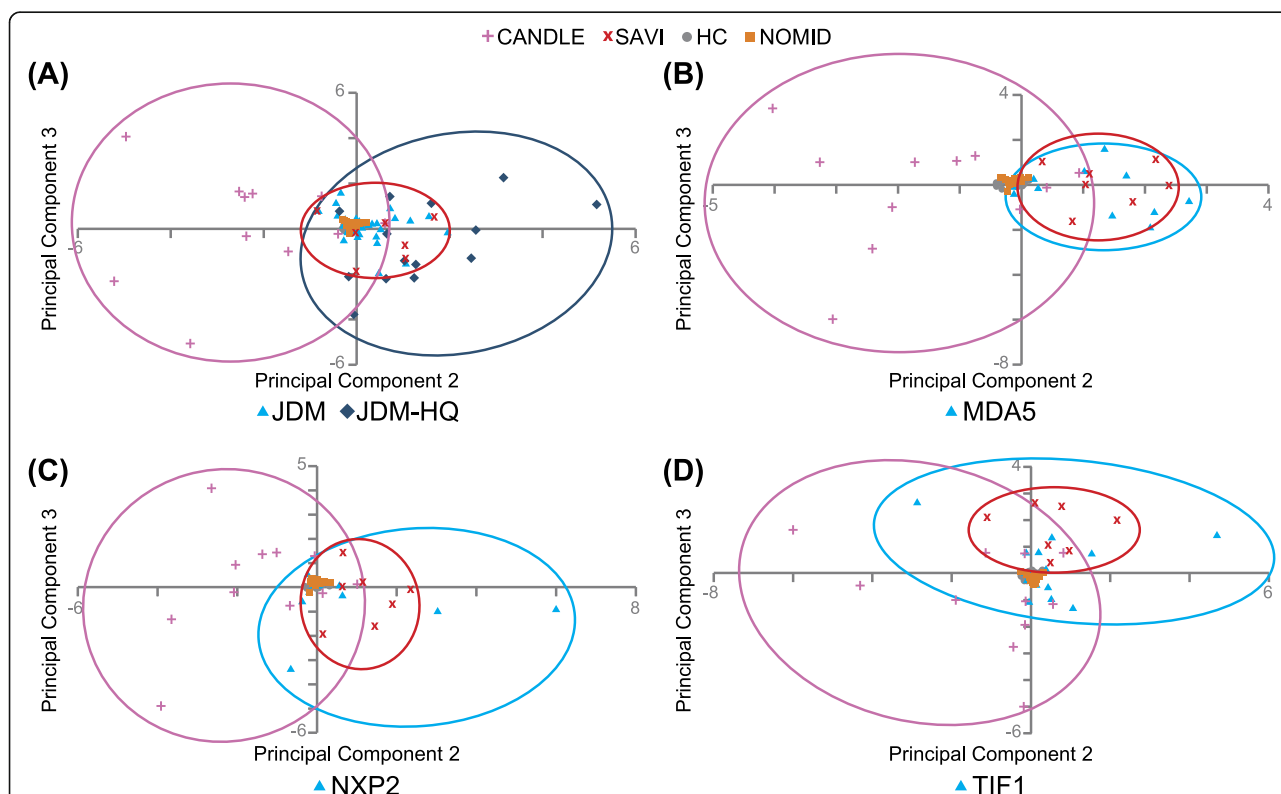 CANDLE SAVI HC NOMID
(A)
6
Principal Component 3
-6
6
-6
Principal Component 2
JDM JDM-HQ
(B)
4
Principal Component 3
-5
4
-8
Principal Component 2
MDA5
(C)
5
Principal Component 3
-6
8
-6
Principal Component 2
NXP2
(D)
4
Principal Component 3
-8
6
-6
Principal Component 2
TIF1